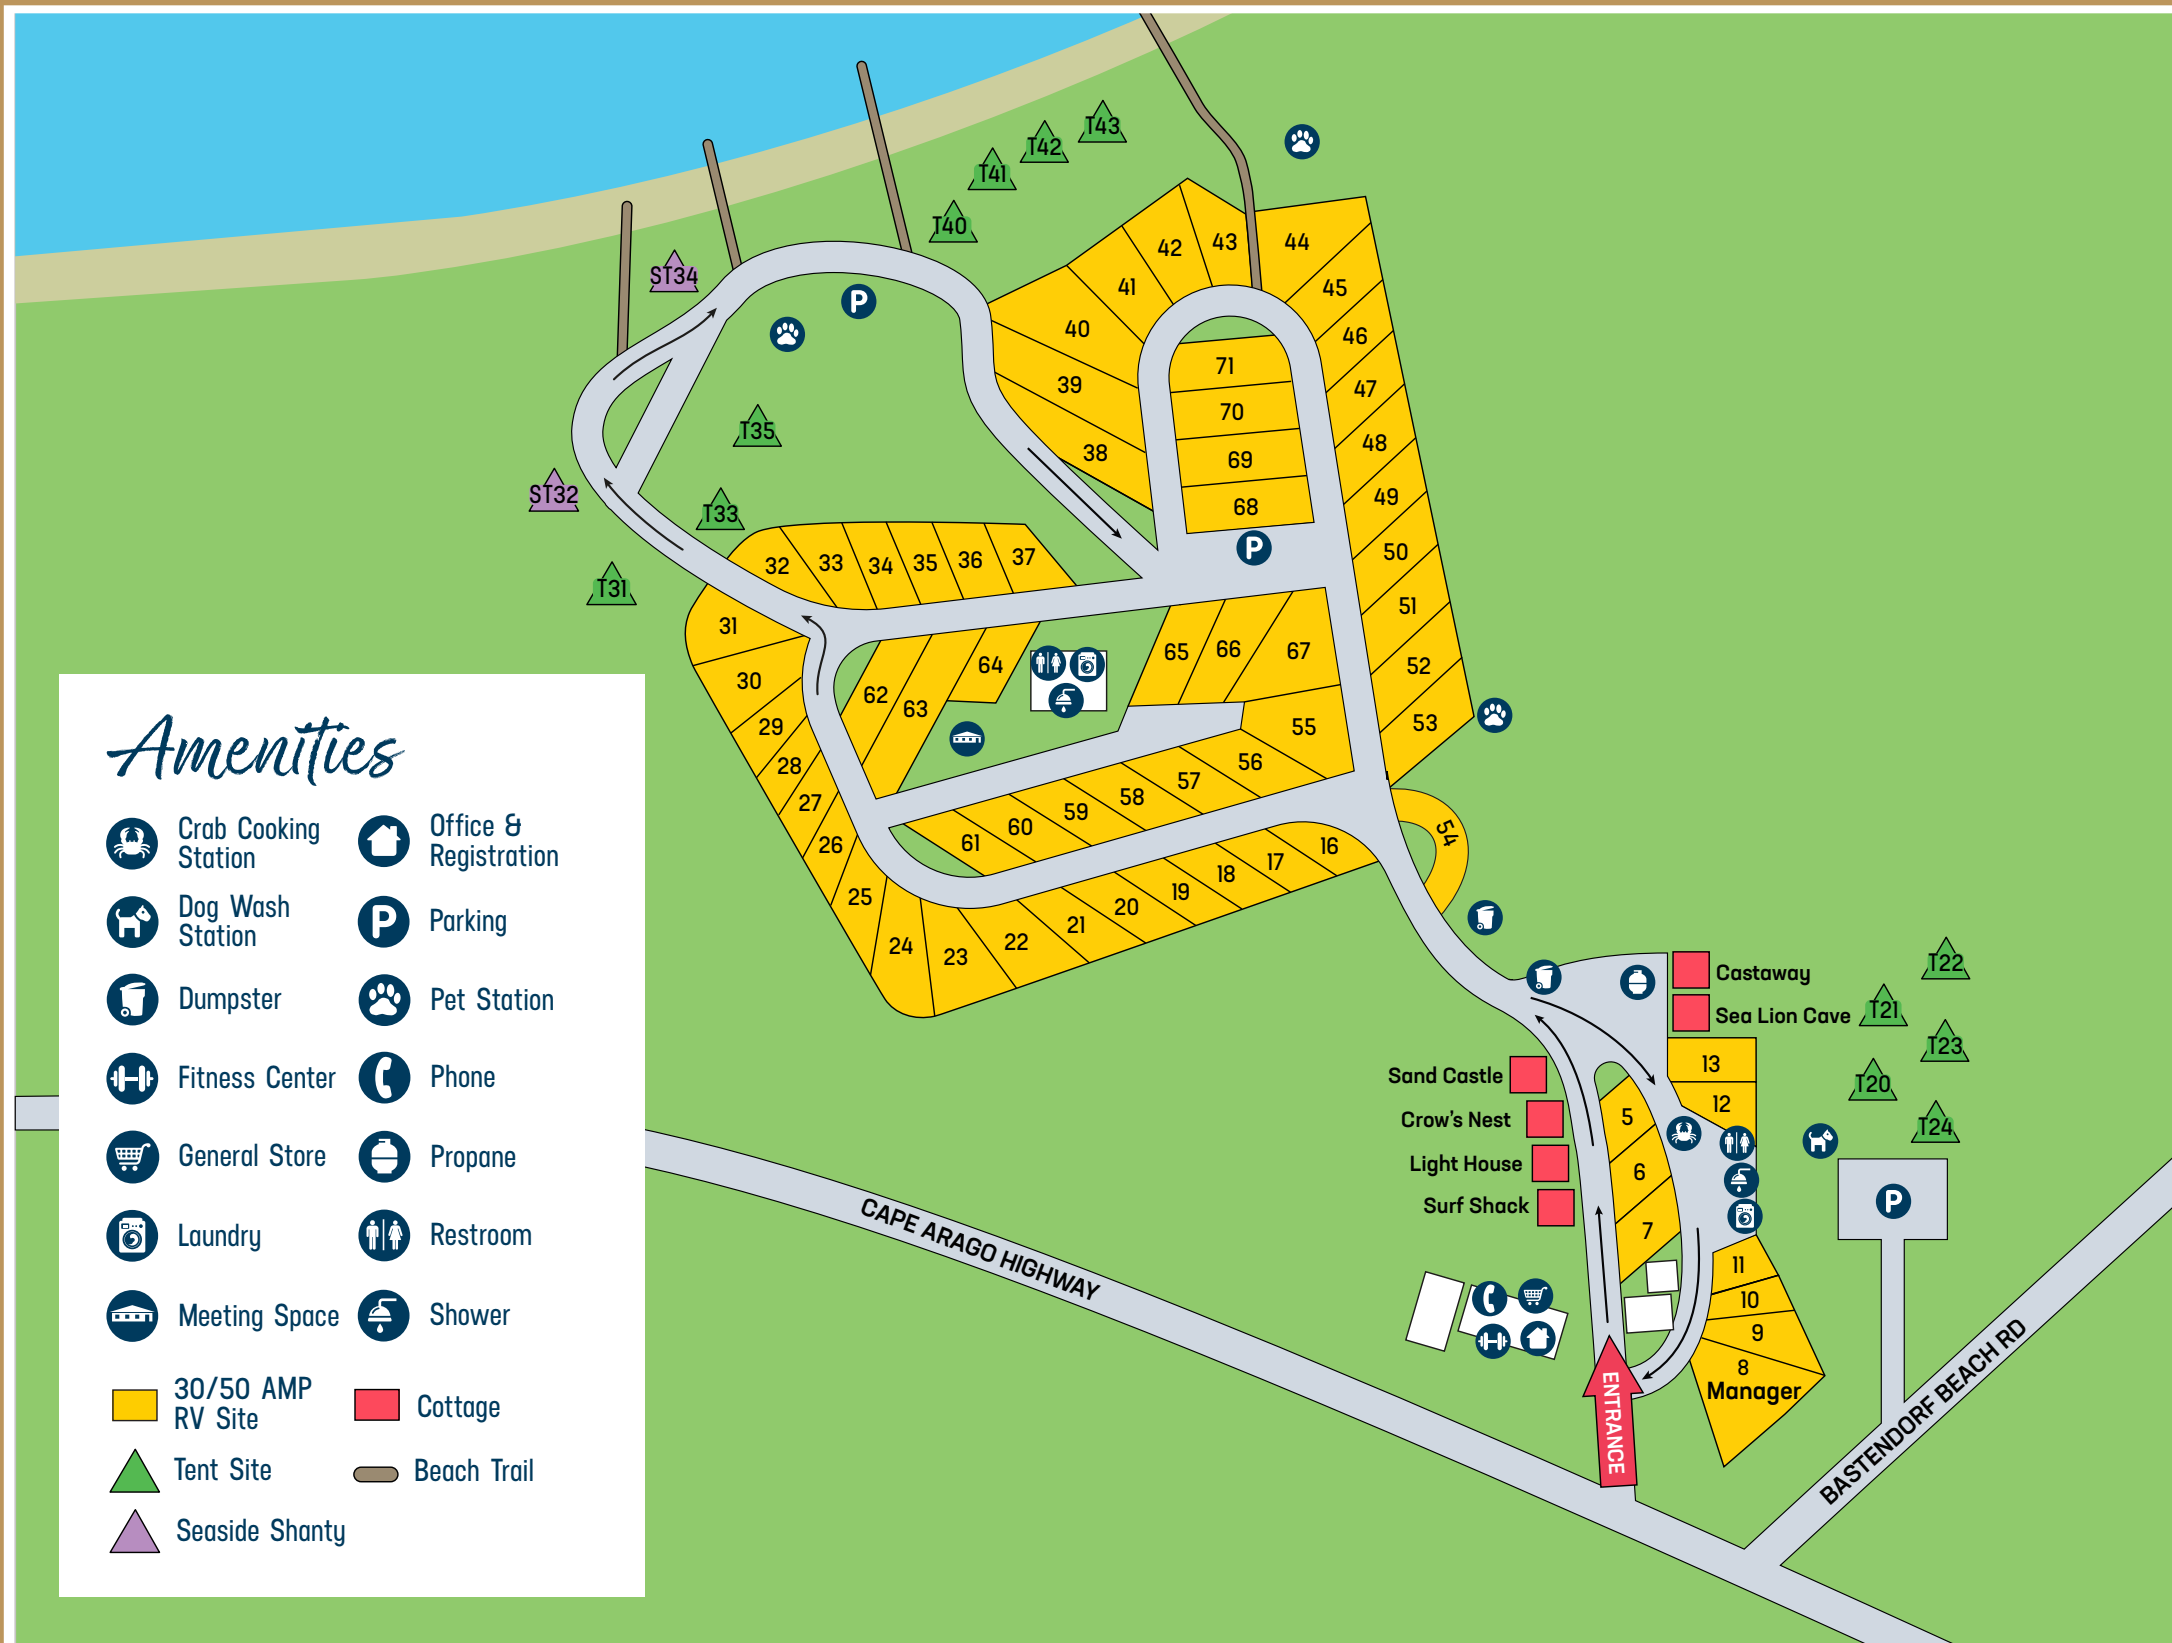 T43
T42
T41
T40
ST34
P
T35
ST32
T33
T31
42
43
44
41
45
40
46
71
39
47
70
38
48
69
49
68
P
50
32
33
34
35
36
37
51
31
65
66
67
52
64
30
62
63
53
29
55
28
56
57
27
58
59
60
61
54
26
16
17
18
25
19
20
21
22
24
23
Castaway
Sea Lion Cave
T22
T21
T23
T20
T24
13
12
Sand Castle
Crow's Nest
Light House
Surf Shack
5
6
7
P
11
10
9
8
Manager
ENTRANCE
CAPE ARAGO HIGHWAY
BASTENDORF BEACH RD
Amenities
Crab Cooking
Station
Dog Wash
Station
Dumpster
Fitness Center
General Store
Laundry
Meeting Space
Office &
Registration
P
Parking
Pet Station
Phone
Propane
Restroom
Shower
30/50 AMP
RV Site
Tent Site
Seaside Shanty
Cottage
Beach Trail